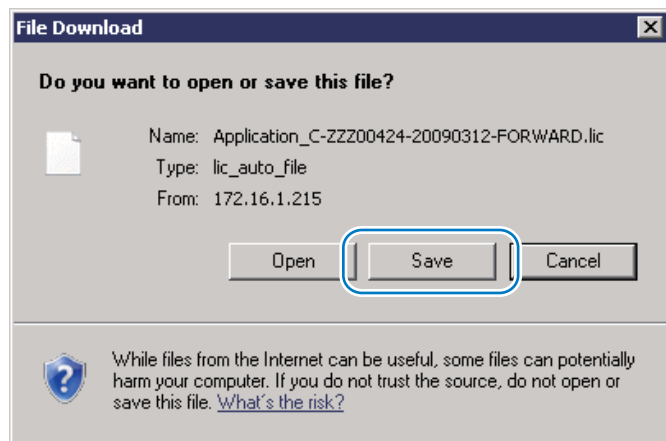 File Download
Do you want to open or save this file?
Name: Application_C-ZZZ00424-20090312-FORWARD.lic
Type: lic_auto_file
From: 172.16.1.215
Open Save Cancel
While files from the Internet can be useful, some files can potentially
harm your computer. If you do not trust the source, do not open or
save this file. What's the risk?